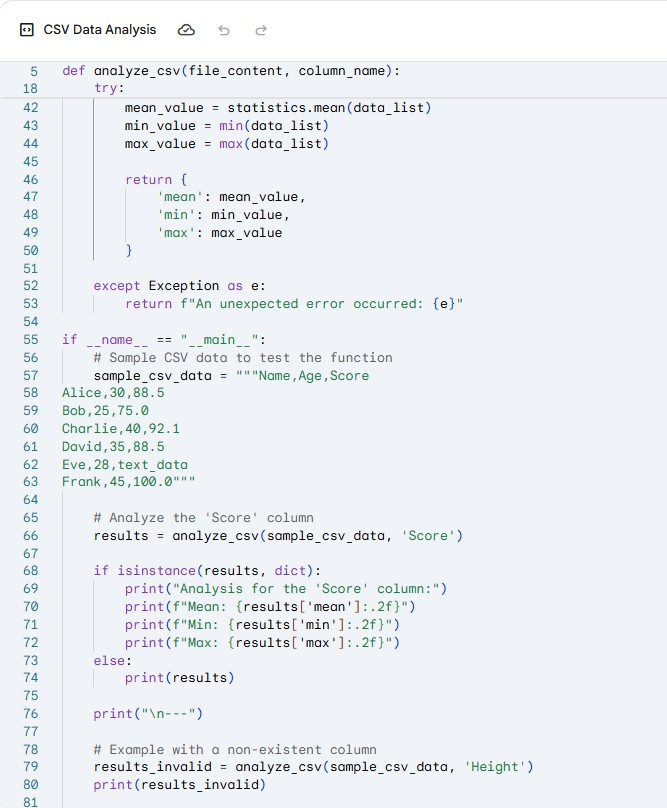 CSV Data Analysis
5 def analyze_csv(file_content, column_name):
18     try:
42         mean_value = statistics.mean(data_list)
43         min_value = min(data_list)
44         max_value = max(data_list)
45
46         return {
47             'mean': mean_value,
48             'min': min_value,
49             'max': max_value
50         }
51
52     except Exception as e:
53         return f"An unexpected error occurred: {e}"
54
55 if __name__ == "__main__":
56     # Sample CSV data to test the function
57     sample_csv_data = """Name,Age,Score
58 Alice,30,88.5
59 Bob,25,75.0
60 Charlie,40,92.1
61 David,35,88.5
62 Eve,28,text_data
63 Frank,45,100.0"""
64
65     # Analyze the 'Score' column
66     results = analyze_csv(sample_csv_data, 'Score')
67
68     if isinstance(results, dict):
69         print("Analysis for the 'Score' column:")
70         print(f"Mean: {results['mean']:.2f}")
71         print(f"Min: {results['min']:.2f}")
72         print(f"Max: {results['max']:.2f}")
73     else:
74         print(results)
75
76     print("\n---")
77
78     # Example with a non-existent column
79     results_invalid = analyze_csv(sample_csv_data, 'Height')
80     print(results_invalid)
81